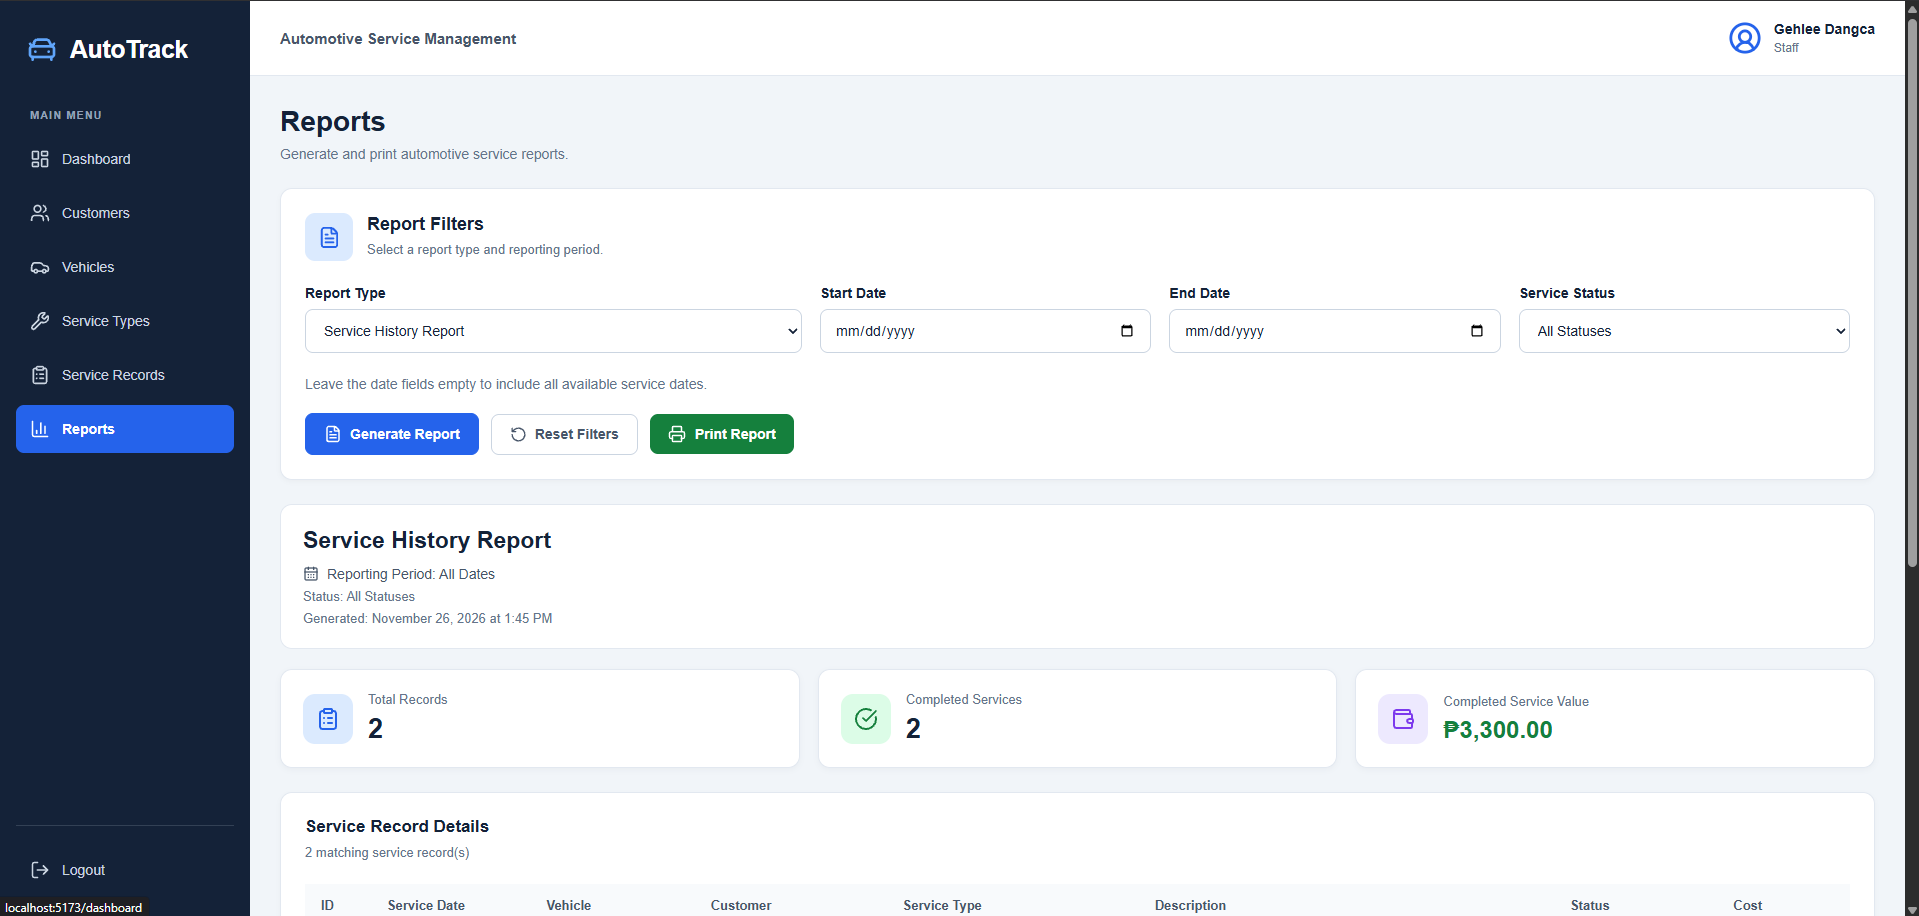 AutoTrack
MAIN MENU
Dashboard
Customers
Vehicles
Service Types
Service Records
Reports
Logout
localhost:5173/dashboard
Automotive Service Management
Gehlee Dangca
Staff
Reports
Generate and print automotive service reports.
Report Filters
Select a report type and reporting period.
Report Type
Start Date
End Date
Service Status
Service History Report
mm/dd/yyyy
mm/dd/yyyy
All Statuses
Leave the date fields empty to include all available service dates.
Generate Report
Reset Filters
Print Report
Service History Report
Reporting Period: All Dates
Status: All Statuses
Generated: November 26, 2026 at 1:45 PM
Total Records
2
Completed Services
2
Completed Service Value
₱3,300.00
Service Record Details
2 matching service record(s)
ID Service Date Vehicle Customer Service Type Description Status Cost